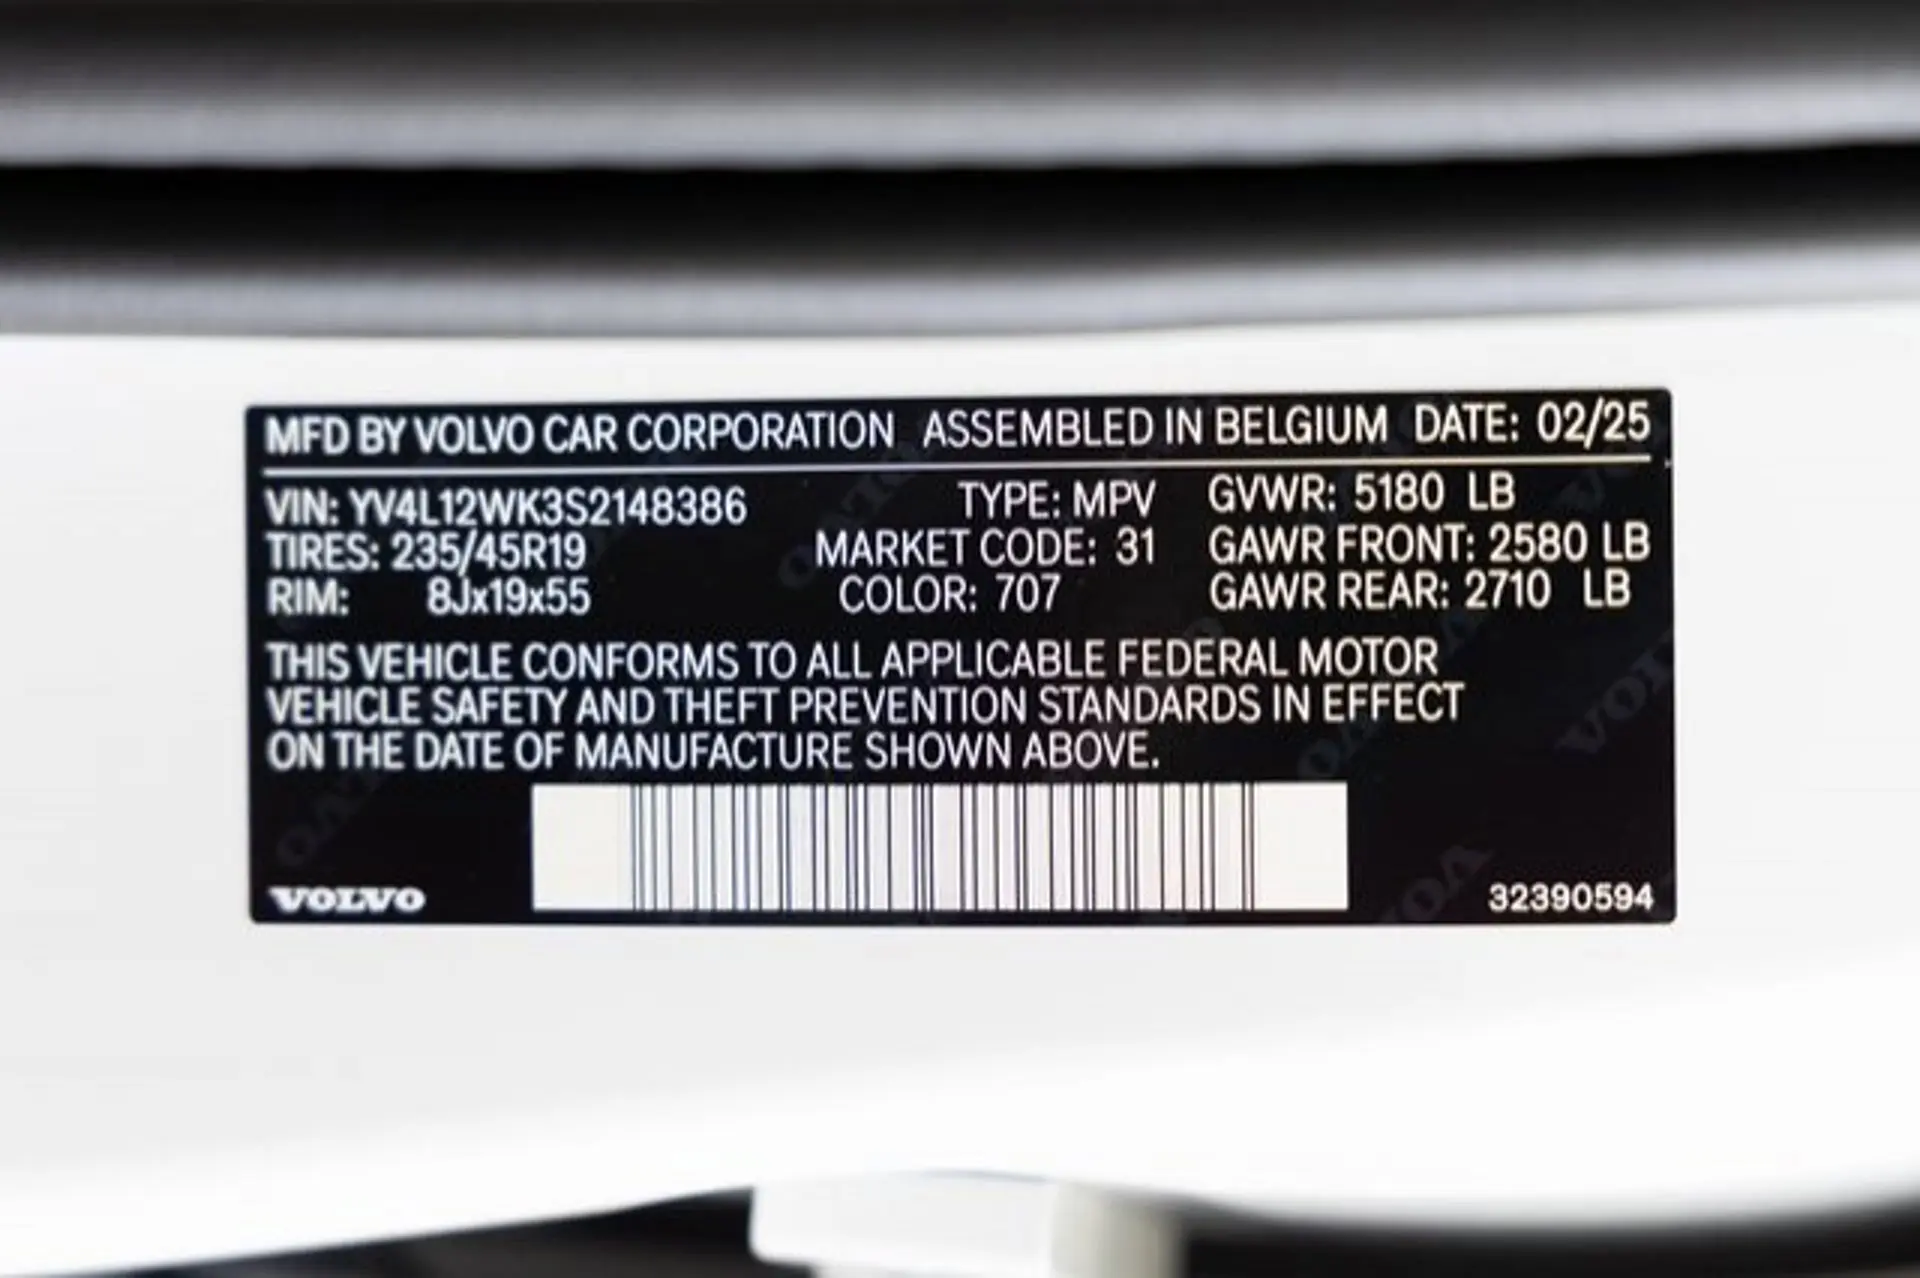 MFD BY VOLVO CAR CORPORATION ASSEMBLED IN BELGIUM DATE: 02/25
VIN: YV4L12WK3S2148386 TYPE: MPV GVWR: 5180 LB
TIRES: 235/45R19 MARKET CODE: 31 GAWR FRONT: 2580 LB
RIM: 8Jx19x55 COLOR: 707 GAWR REAR: 2710 LB
THIS VEHICLE CONFORMS TO ALL APPLICABLE FEDERAL MOTOR
VEHICLE SAFETY AND THEFT PREVENTION STANDARDS IN EFFECT
ON THE DATE OF MANUFACTURE SHOWN ABOVE.
VOLVO 32390594